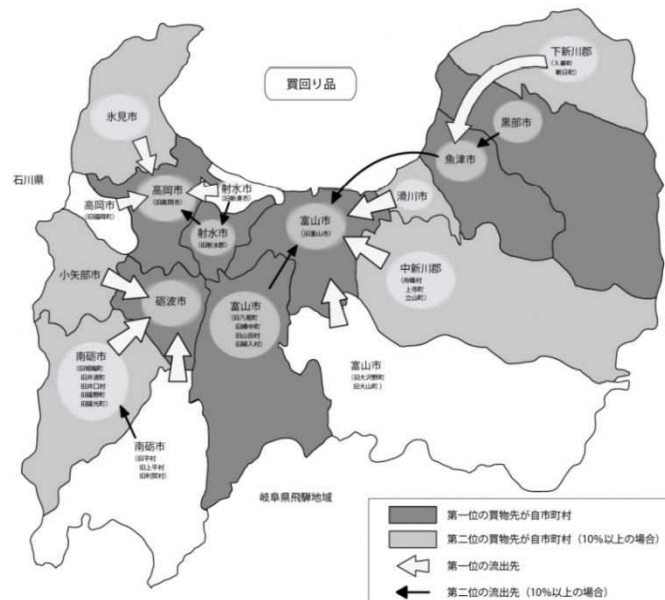 下新川郡
(入善町
朝日町)
買回り品
氷見市
黒部市
魚津市
石川県
高岡市
(旧高岡市)
射水市
(旧新湊市)
滑川市
高岡市
(旧福岡町)
富山市
(旧富山市)
射水市
(旧射水郡)
中新川郡
(舟橋村
上市町
立山町)
小矢部市
砺波市
富山市
(旧八尾町
旧婦中町
旧山田村
旧細入村)
南砺市
(旧城端町
旧井波町
旧井口村
旧福野町
旧福光町)
富山市
(旧大沢野町
旧大山町)
南砺市
(旧平村
旧上平村
旧利賀村)
岐阜県飛騨地域
第一位の買物先が自市町村
第二位の買物先が自市町村(10%以上の場合)
第一位の流出先
第二位の流出先(10%以上の場合)